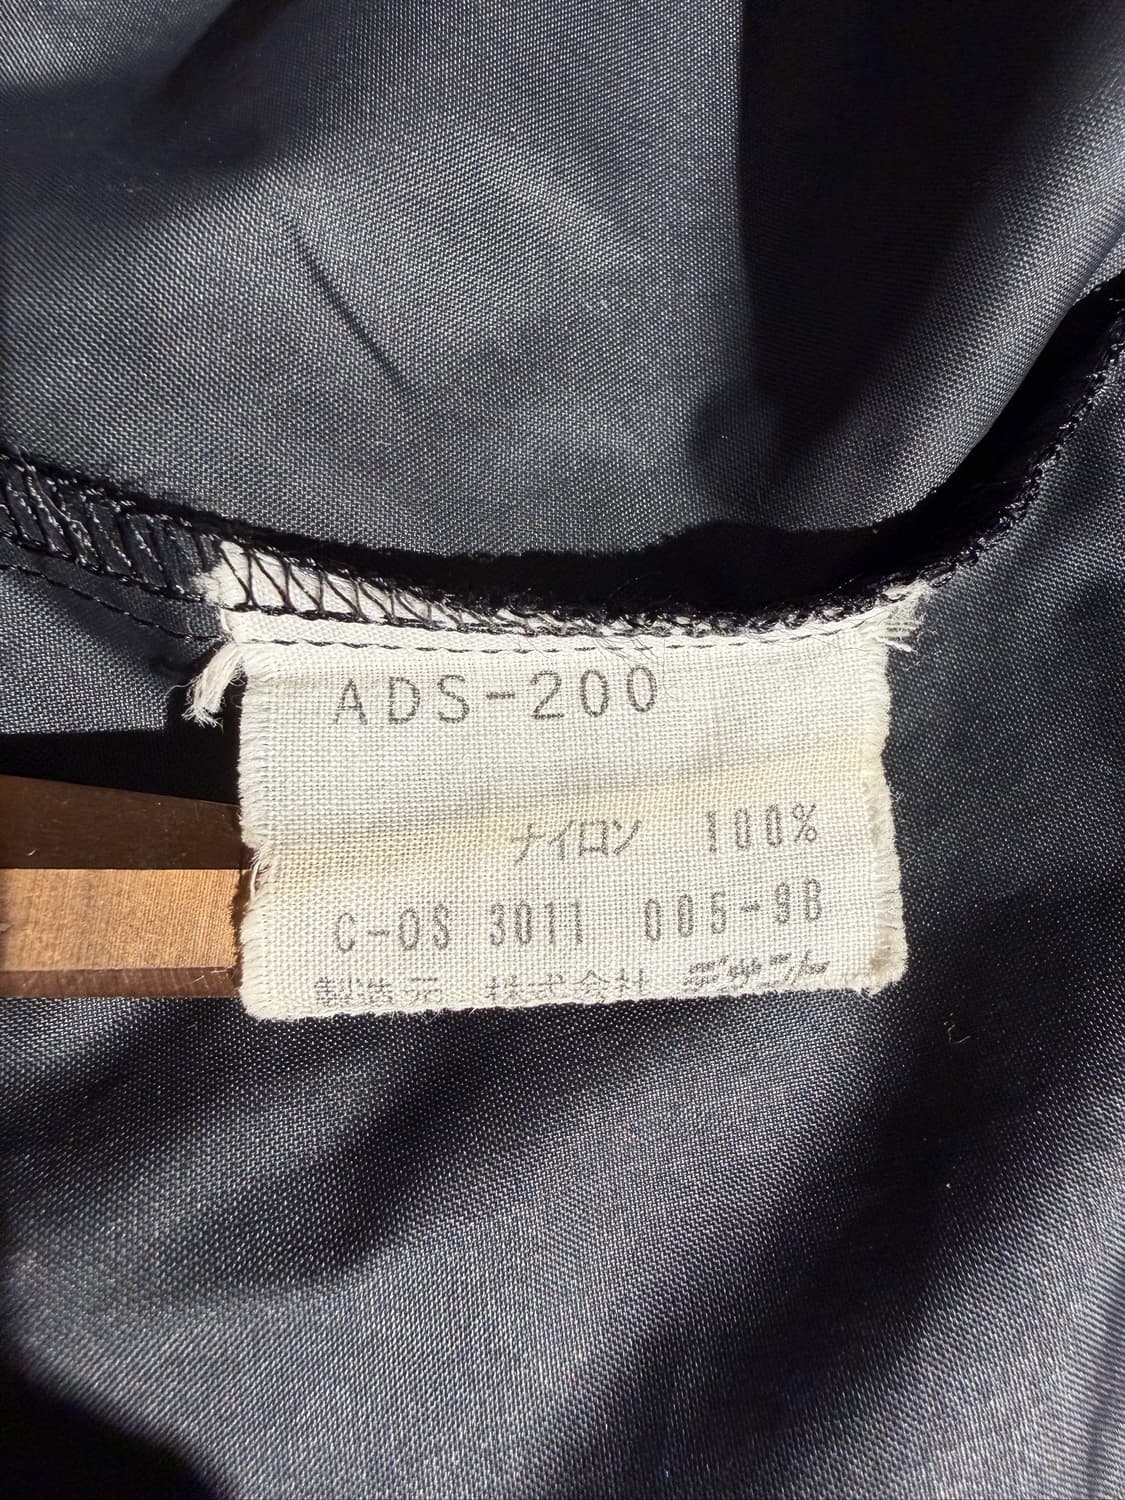 ADS-200
ナイロン 100%
C-OS 3011 005-9B
製造元 株式会社 デサント